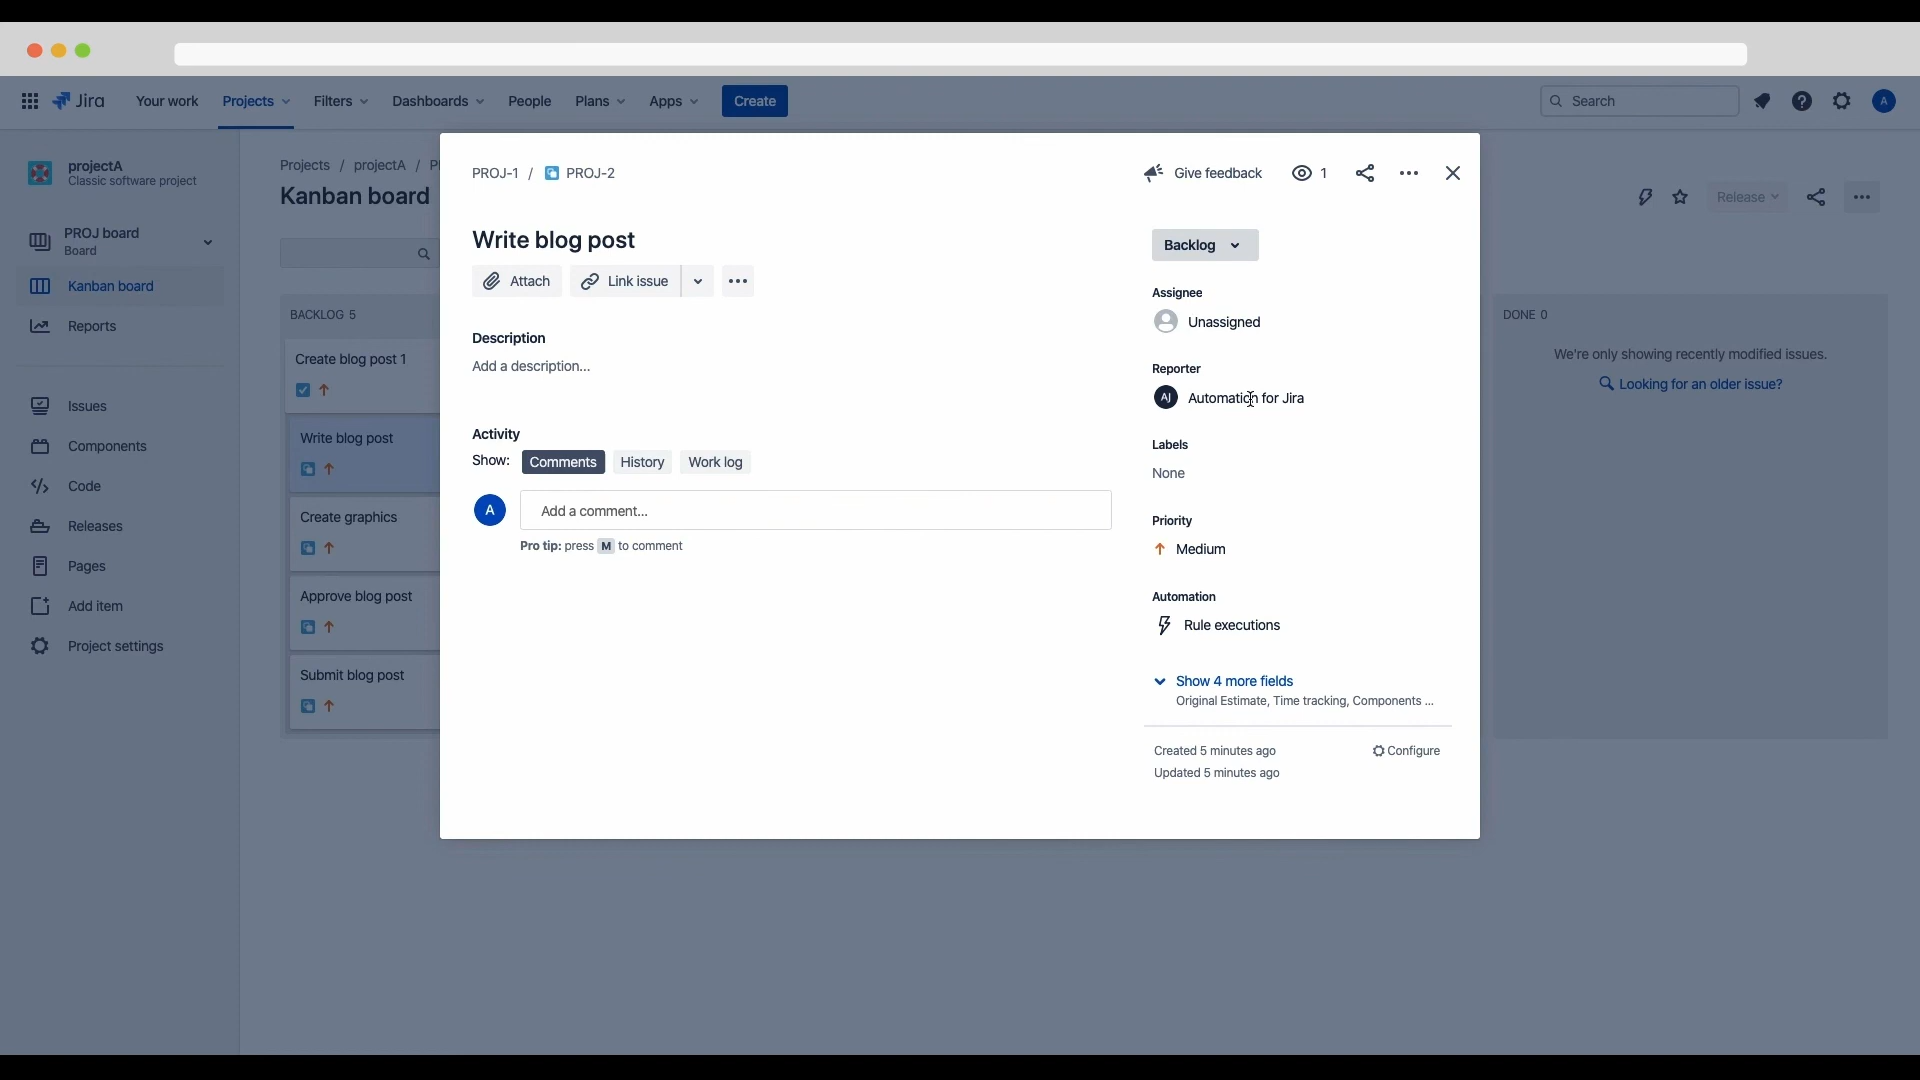 Jira
Your work
Projects
Filters
Dashboards
People
Plans
Apps
Create
Search
A
projectA
Classic software project
PROJ board
Board
Kanban board
Reports
Issues
Components
Code
Releases
Pages
Add item
Project settings
Projects / projectA /
Kanban board
Release
BACKLOG 5
Create blog post 1
Write blog post
Create graphics
Approve blog post
Submit blog post
DONE 0
We're only showing recently modified issues.
Looking for an older issue?
PROJ-1 / PROJ-2
Give feedback
1
Write blog post
Attach
Link issue
Description
Add a description...
Activity
Show: Comments History Work log
A
Add a comment...
Pro tip: press M to comment
Backlog
Assignee
Unassigned
Reporter
AJ Automation for Jira
Labels
None
Priority
Medium
Automation
Rule executions
Show 4 more fields
Original Estimate, Time tracking, Components ...
Created 5 minutes ago
Configure
Updated 5 minutes ago